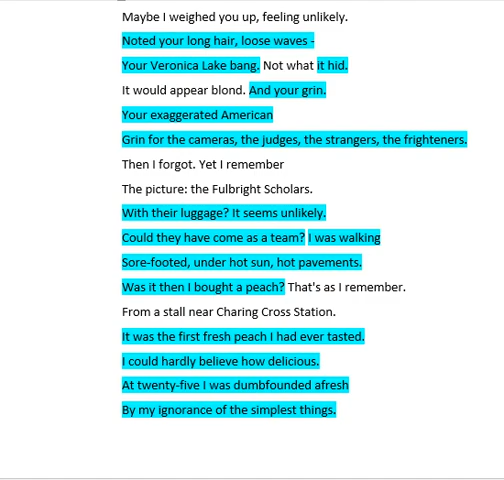 Maybe I weighed you up, feeling unlikely.
Noted your long hair, loose waves -
Your Veronica Lake bang. Not what it hid.
It would appear blond. And your grin.
Your exaggerated American
Grin for the cameras, the judges, the strangers, the frighteners.
Then I forgot. Yet I remember
The picture: the Fulbright Scholars.
With their luggage? It seems unlikely.
Could they have come as a team? I was walking
Sore-footed, under hot sun, hot pavements.
Was it then I bought a peach? That's as I remember.
From a stall near Charing Cross Station.
It was the first fresh peach I had ever tasted.
I could hardly believe how delicious.
At twenty-five I was dumbfounded afresh
By my ignorance of the simplest things.